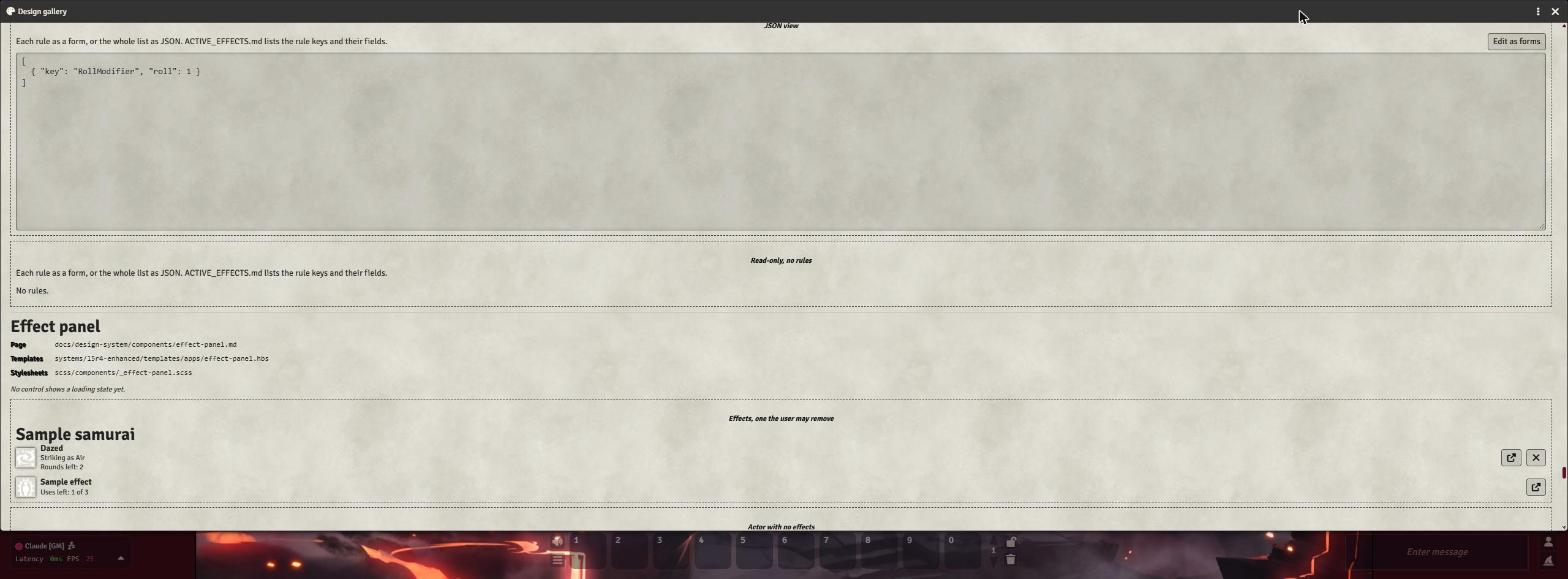 Design gallery
JSON view
Each rule as a form, or the whole list as JSON. ACTIVE_EFFECTS.md lists the rule keys and their fields.
Edit as forms
[
{ "key": "RollModifier", "roll": 1 }
]
Read-only, no rules
Each rule as a form, or the whole list as JSON. ACTIVE_EFFECTS.md lists the rule keys and their fields.
No rules.
Effect panel
Page docs/design-system/components/effect-panel.md
Templates systems/l5r4-enhanced/templates/apps/effect-panel.hbs
Stylesheets scss/components/_effect-panel.scss
No control shows a loading state yet.
Effects, one the user may remove
Sample samurai
Dazed
Striking as Air
Rounds left: 2
Sample effect
Uses left: 1 of 3
Actor with no effects
Claude [GM]
Latency 0ms FPS 25
1 2 3 4 5 6 7 8 9 0
1
Enter message